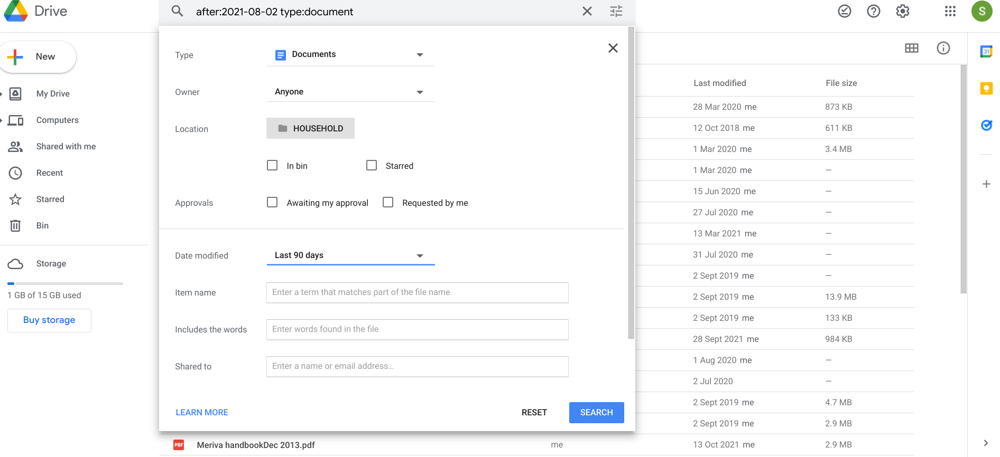 Drive
after:2021-08-02 type:document
S
New
My Drive
Computers
Shared with me
Recent
Starred
Bin
Storage
1 GB of 15 GB used
Buy storage
Type
Documents
Owner
Anyone
Location
HOUSEHOLD
In bin
Starred
Approvals
Awaiting my approval
Requested by me
Date modified
Last 90 days
Item name
Enter a term that matches part of the file name
Includes the words
Enter words found in the file
Shared to
Enter a name or email address...
LEARN MORE
RESET
SEARCH
Last modified File size
28 Mar 2020 me 873 KB
12 Oct 2018 me 611 KB
1 Mar 2020 me 3.4 MB
1 Mar 2020 me —
15 Jun 2020 me —
27 Jul 2020 me —
13 Mar 2021 me —
31 Jul 2020 me —
2 Sept 2019 me —
2 Sept 2019 me 13.9 MB
2 Sept 2019 me 133 KB
28 Sept 2021 me 984 KB
1 Aug 2020 me —
2 Jul 2020 —
2 Sept 2019 me 4.7 MB
2 Sept 2019 me 2.9 MB
PDF Meriva handbookDec 2013.pdf me 13 Oct 2021 me 2.9 MB
31